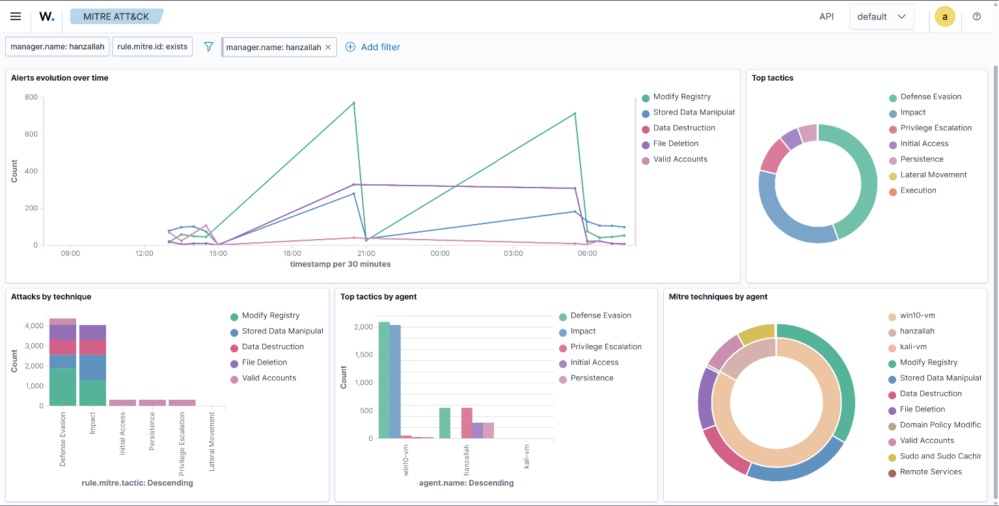 W.
MITRE ATT&CK
API
default
a
manager.name: hanzallah
rule.mitre.id: exists
manager.name: hanzallah
Add filter
Alerts evolution over time
800
600
400
200
0
Count
09:00
12:00
15:00
18:00
21:00
00:00
03:00
06:00
timestamp per 30 minutes
Modify Registry
Stored Data Manipulat
Data Destruction
File Deletion
Valid Accounts
Top tactics
Defense Evasion
Impact
Privilege Escalation
Initial Access
Persistence
Lateral Movement
Execution
Attacks by technique
4,000
3,000
2,000
1,000
0
Count
Defense Evasion
Impact
Initial Access
Persistence
Privilege Escalation
Lateral Movement
rule.mitre.tactic: Descending
Modify Registry
Stored Data Manipulat
Data Destruction
File Deletion
Valid Accounts
Top tactics by agent
2,000
1,500
1,000
500
0
Count
win10-vm
hanzallah
kali-vm
agent.name: Descending
Defense Evasion
Impact
Privilege Escalation
Initial Access
Persistence
Mitre techniques by agent
win10-vm
hanzallah
kali-vm
Modify Registry
Stored Data Manipulat
Data Destruction
File Deletion
Domain Policy Modific
Valid Accounts
Sudo and Sudo Cachin
Remote Services